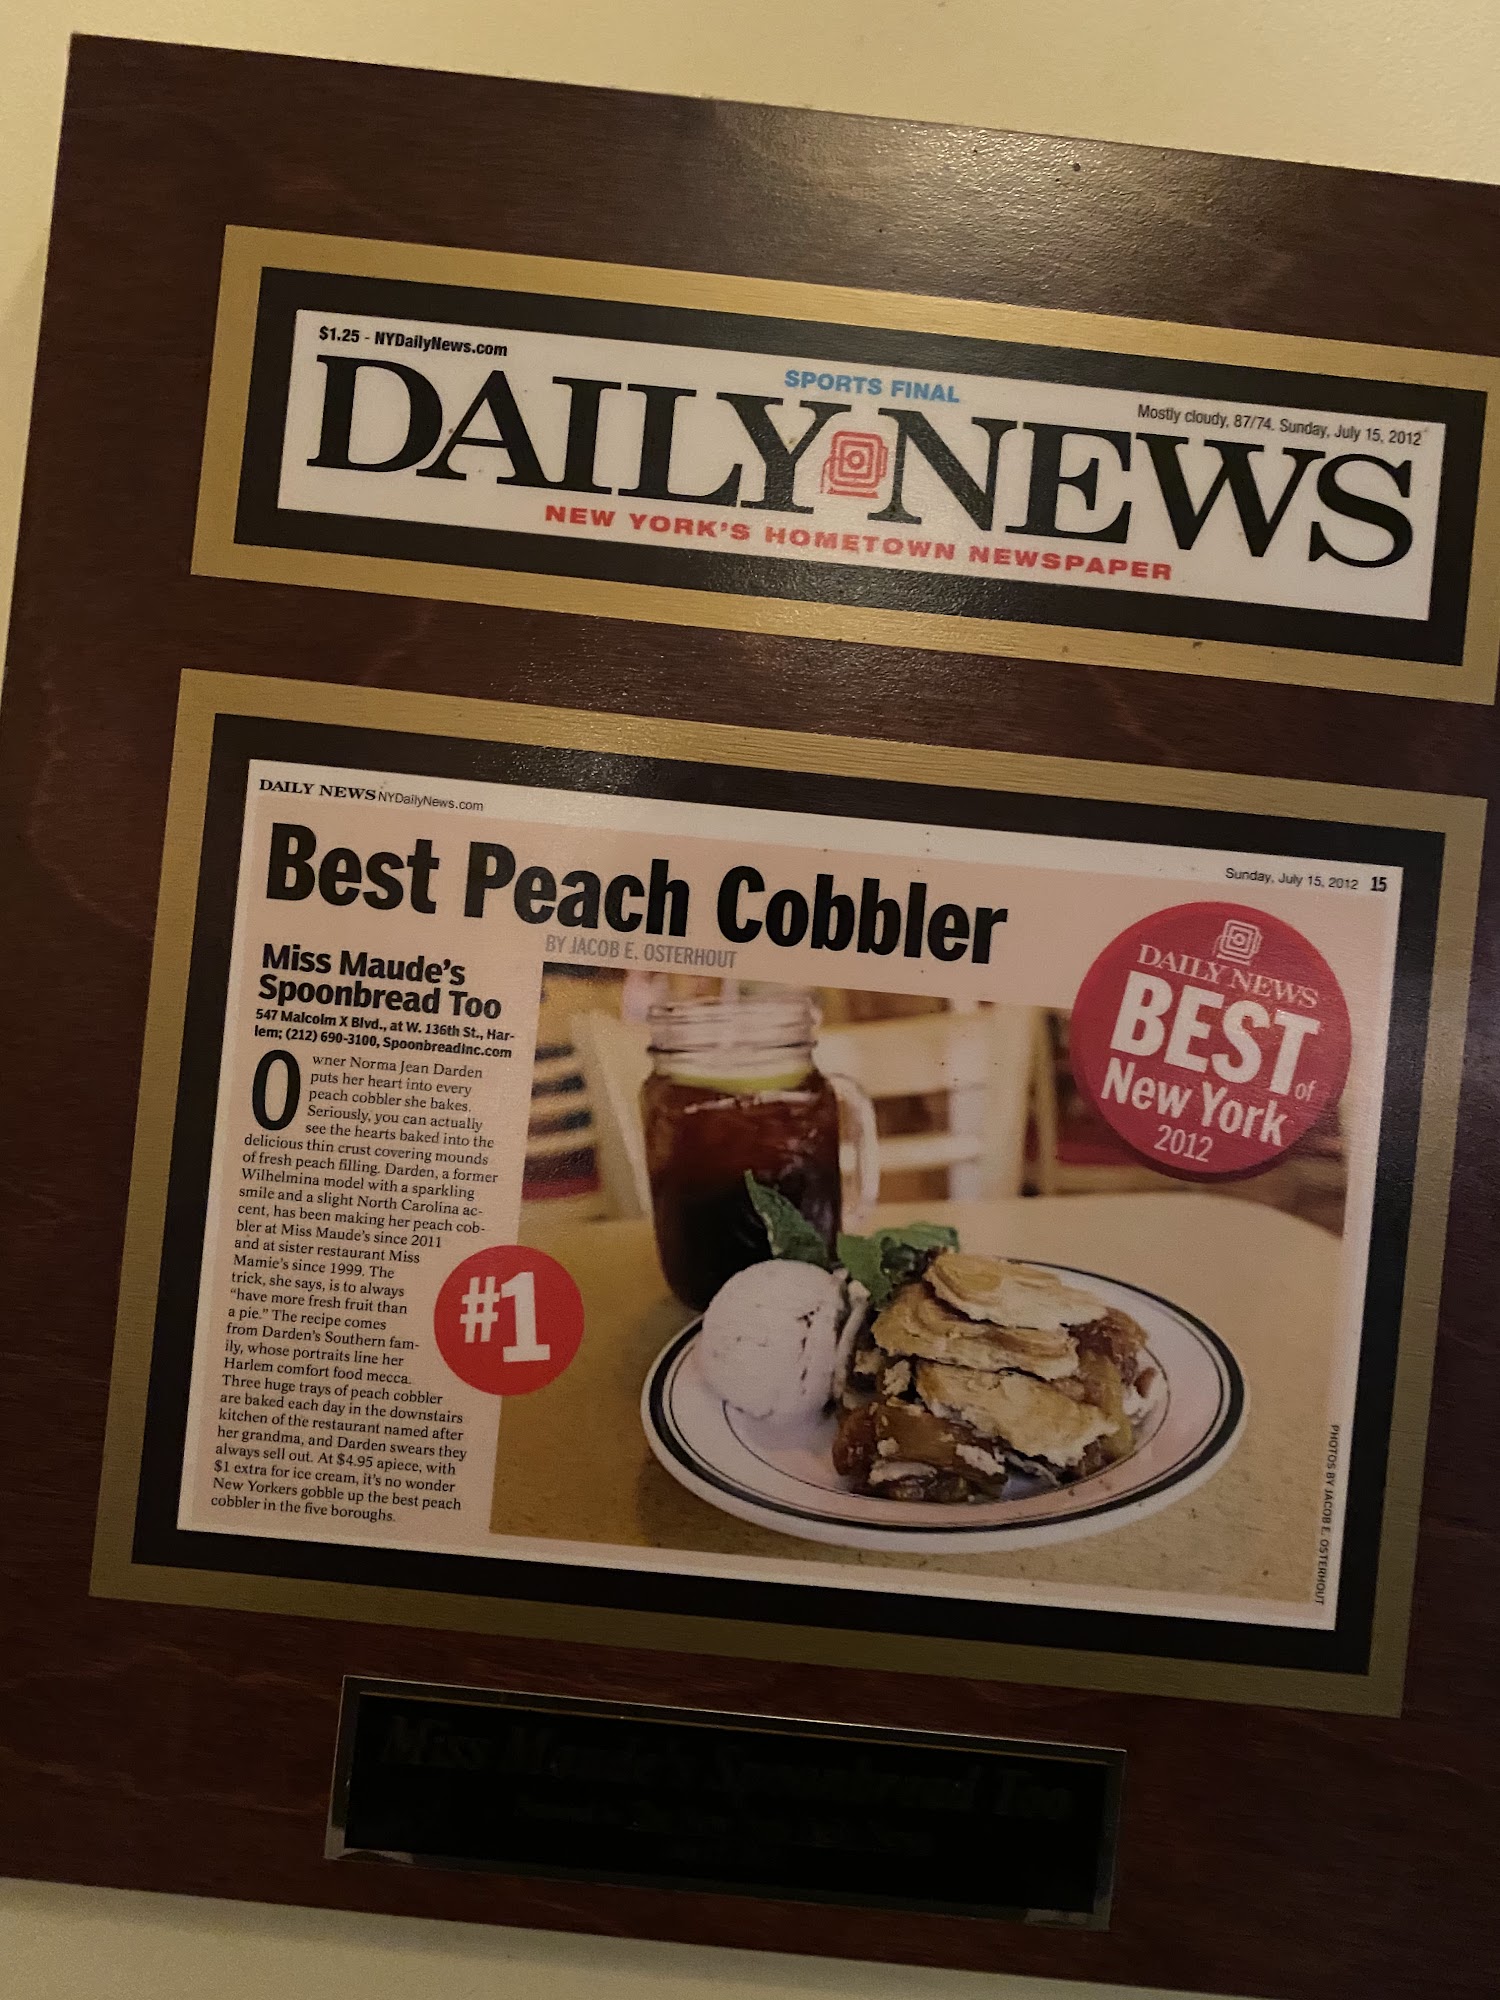 $1.25 - NYDailyNews.com
SPORTS FINAL
Mostly cloudy, 87/74. Sunday, July 15, 2012
DAILY NEWS
NEW YORK'S HOMETOWN NEWSPAPER
DAILY NEWS NYDailyNews.com
Sunday, July 15, 2012 15
Best Peach Cobbler
BY JACOB E. OSTERHOUT
Miss Maude's
Spoonbread Too
547 Malcolm X Blvd., at W. 136th St., Har-
lem; (212) 690-3100, SpoonbreadInc.com
Owner Norma Jean Darden
puts her heart into every
peach cobbler she bakes.
Seriously, you can actually
see the hearts baked into the
delicious thin crust covering mounds
of fresh peach filling. Darden, a former
Wilhelmina model with a sparkling
smile and a slight North Carolina ac-
cent, has been making her peach cob-
bler at Miss Maude's since 2011
and at sister restaurant Miss
Mamie's since 1999. The
trick, she says, is to always
"have more fresh fruit than
a pie." The recipe comes
from Darden's Southern fam-
ily, whose portraits line her
Harlem comfort food mecca.
Three huge trays of peach cobbler
are baked each day in the downstairs
kitchen of the restaurant named after
her grandma, and Darden swears they
always sell out. At $4.95 apiece, with
$1 extra for ice cream, it's no wonder
New Yorkers gobble up the best peach
cobbler in the five boroughs.
#1
DAILY NEWS
BEST
of
New York
2012
PHOTOS BY JACOB E. OSTERHOUT
Miss Maude's Spoonbread Too